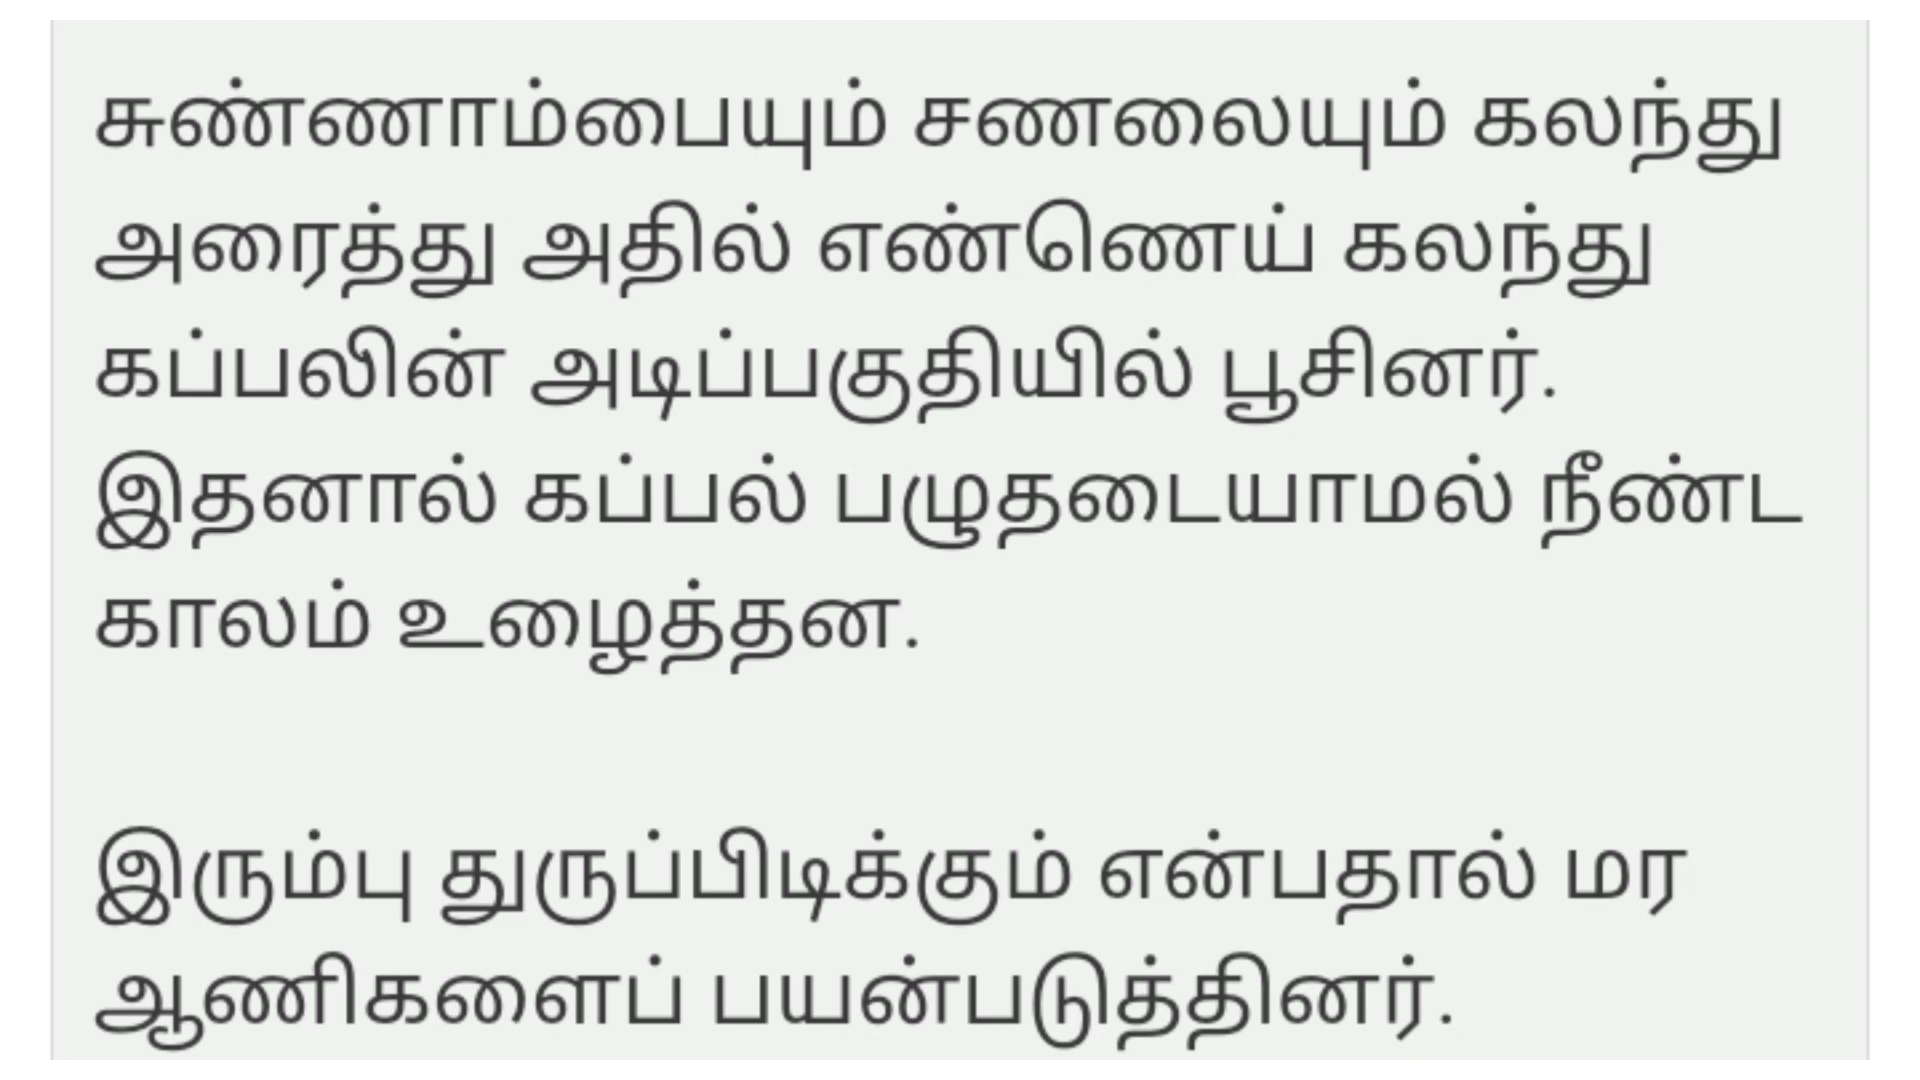 சுண்ணாம்பையும் சணலையும் கலந்து
அரைத்து அதில் எண்ணெய் கலந்து
கப்பலின் அடிப்பகுதியில் பூசினர்.
இதனால் கப்பல் பழுதடையாமல் நீண்ட
காலம் உழைத்தன.
இரும்பு துருப்பிடிக்கும் என்பதால் மர
ஆணிகளைப் பயன்படுத்தினர்.